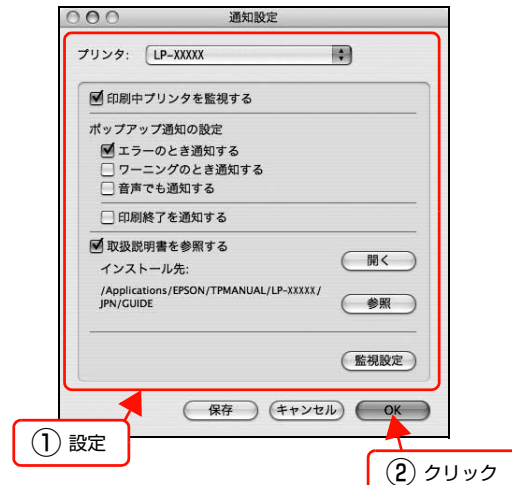 通知設定
プリンタ: LP-XXXXX
印刷中プリンタを監視する
ポップアップ通知の設定
エラーのとき通知する
ワーニングのとき通知する
音声でも通知する
印刷終了を通知する
取扱説明書を参照する
開く
インストール先:
/Applications/EPSON/TPMANUAL/LP-XXXXX/
JPN/GUIDE
参照
監視設定
保存 キャンセル OK
① 設定
② クリック